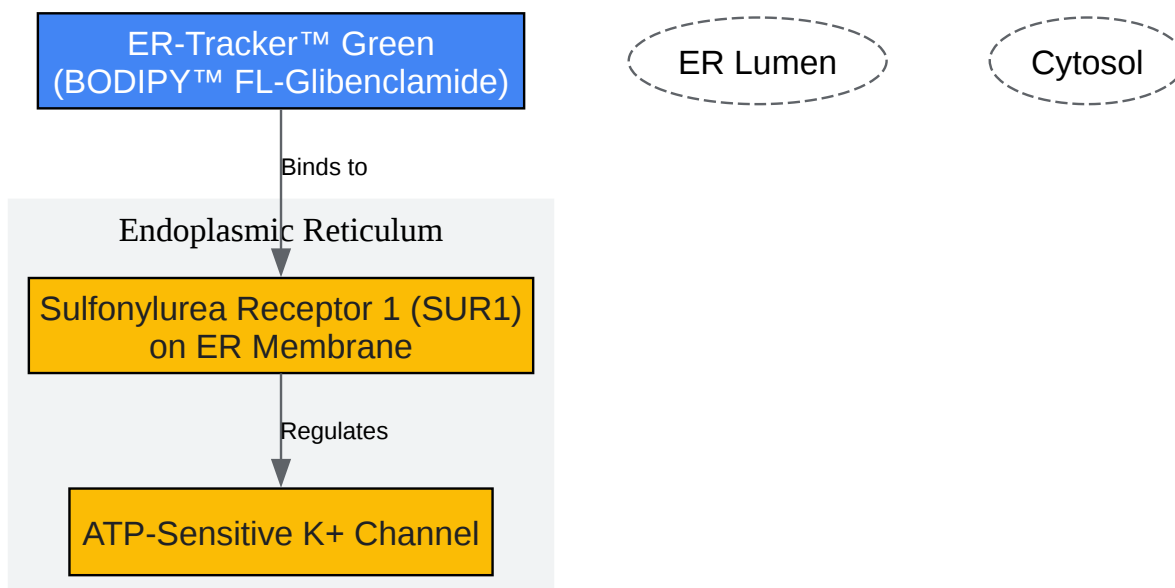 ER-Tracker™ Green
(BODIPY™ FL-Glibenclamide)
ER Lumen
Cytosol
Binds to
Endoplasmic Reticulum
Sulfonylurea Receptor 1 (SUR1)
on ER Membrane
Regulates
ATP-Sensitive K+ Channel